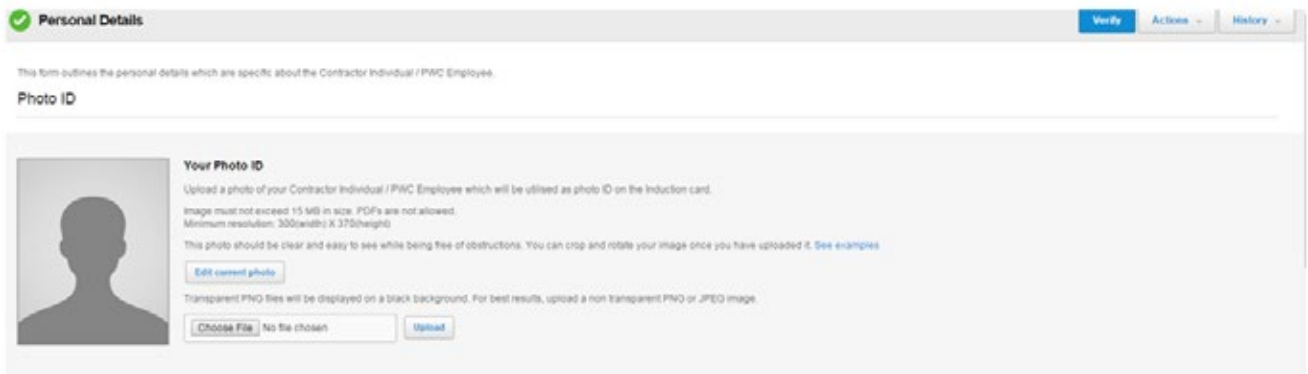 Personal Details
Verify
Actions
History
This form outlines the personal details which are specific about the Contractor Individual / PWC Employee.
Photo ID
Your Photo ID
Upload a photo of your Contractor Individual / PWC Employee which will be utilised as photo ID on the Induction card.
Image must not exceed 15 MB in size. PDFs are not allowed.
Minimum resolution: 300(width) X 370(height)
This photo should be clear and easy to see while being free of obstructions. You can crop and rotate your image once you have uploaded it. See examples
Edit current photo
Transparent PNG files will be displayed on a black background. For best results, upload a non transparent PNG or JPEG image.
Choose File No file chosen
Upload